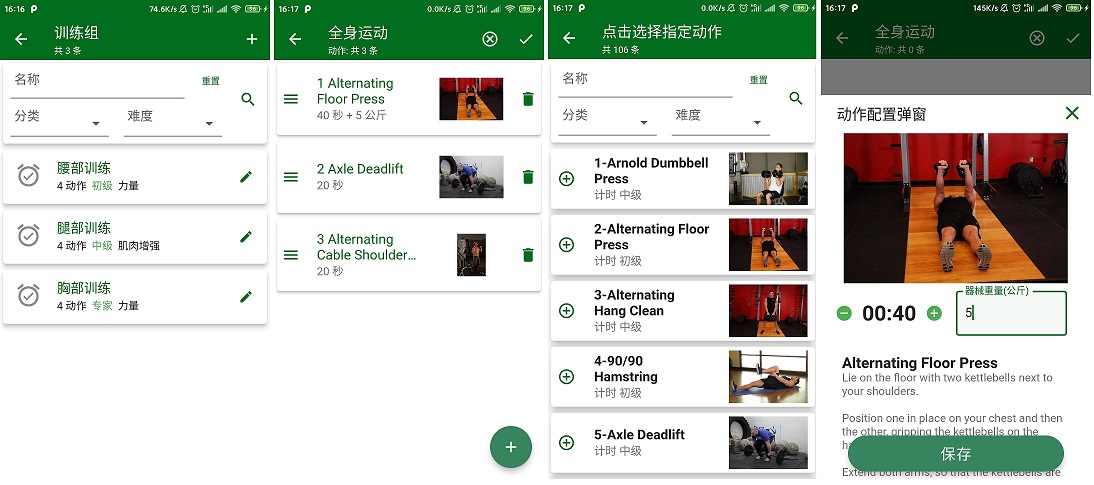 16:16
74.6K/s
96
训练组
共 3 条
名称
重置
分类
难度
腰部训练
4 动作 初级 力量
腿部训练
4 动作 中级 肌肉增强
胸部训练
4 动作 专家 力量
16:17
0.0K/s
96
全身运动
动作: 共 3 条
1 Alternating
Floor Press
40 秒 + 5 公斤
2 Axle Deadlift
20 秒
3 Alternating
Cable Shoulder…
20 秒
16:17
0.0K/s
96
点击选择指定动作
共 106 条
名称
重置
分类
难度
1-Arnold Dumbbell
Press
计时 中级
2-Alternating Floor
Press
计时 初级
3-Alternating
Hang Clean
计时 中级
4-90/90
Hamstring
计时 初级
5-Axle Deadlift
计时 中级
16:17
145K/s
96
全身运动
动作: 共 0 条
动作配置弹窗
00:40
器械重量(公斤)
5
Alternating Floor Press
Lie on the floor with two kettlebells next to
your shoulders.
Position one in place on your chest and then
the other, gripping the kettlebells on the
保存
Extend both arms, so that the kettlebells are